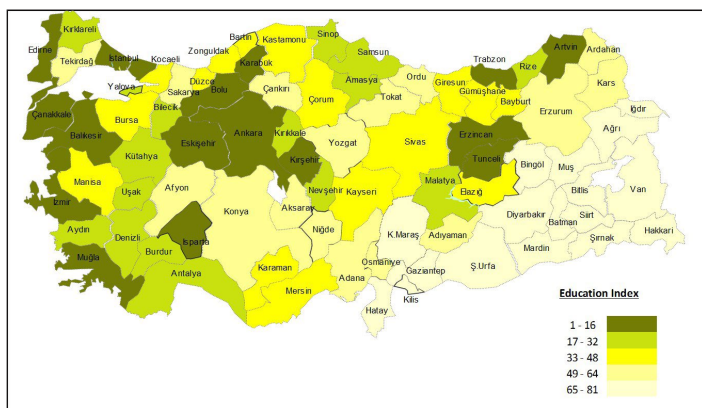 Kırklareli
Edirne
Tekirdağ
İstanbul
Kocaeli
Yalova
Sakarya
Düzce
Zonguldak
Bartın
Karabük
Kastamonu
Sinop
Samsun
Bolu
Çankırı
Çorum
Amasya
Tokat
Ordu
Giresun
Trabzon
Gümüşhane
Rize
Artvin
Ardahan
Bayburt
Kars
Erzurum
Iğdır
Ağrı
Çanakkale
Balıkesir
Bursa
Bilecik
Eskişehir
Ankara
Kırıkkale
Kırşehir
Yozgat
Sivas
Erzincan
Tunceli
Bingöl
Muş
Kütahya
Manisa
Uşak
Afyon
İzmir
Aydın
Denizli
Muğla
Burdur
Isparta
Antalya
Konya
Aksaray
Nevşehir
Niğde
Kayseri
Malatya
Elazığ
Bitlis
Van
Diyarbakır
Batman
Siirt
Hakkari
Şırnak
Mardin
Adıyaman
K.Maraş
Karaman
Mersin
Adana
Osmaniye
Gaziantep
Ş.Urfa
Kilis
Hatay
Education Index
1 - 16
17 - 32
33 - 48
49 - 64
65 - 81